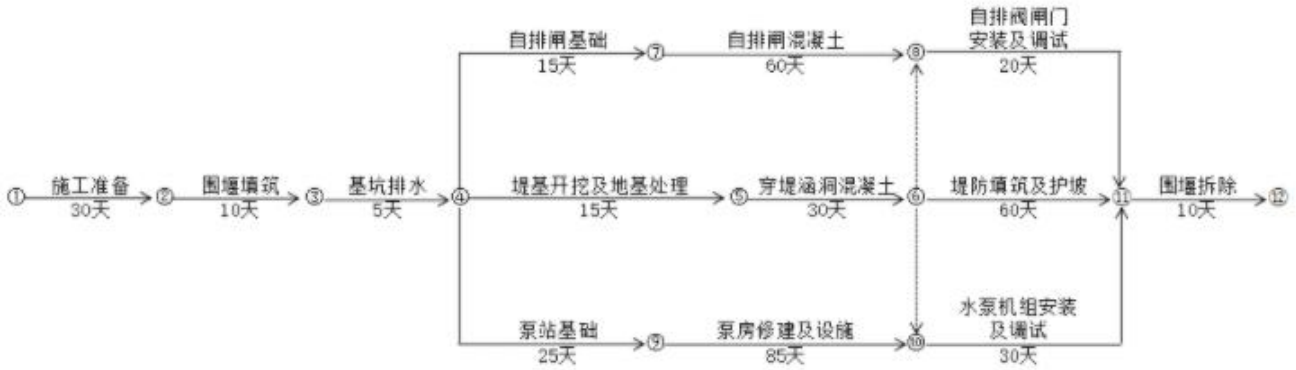 自排闸基础
15天
⑦
自排闸混凝土
60天
⑧
自排阀闸门
安装及调试
20天
①
施工准备
30天
②
围堰填筑
10天
③
基坑排水
5天
④
堤基开挖及地基处理
15天
⑤
穿堤涵洞混凝土
30天
⑥
堤防填筑及护坡
60天
⑪
围堰拆除
10天
⑫
泵站基础
25天
⑨
泵房修建及设施
85天
⑩
水泵机组安装
及调试
30天